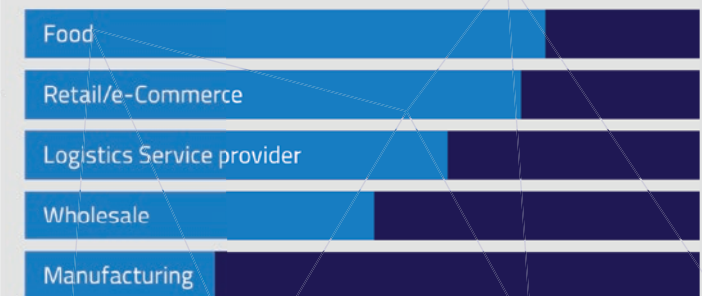 Food
Retail/e-Commerce
Logistics Service provider
Wholesale
Manufacturing